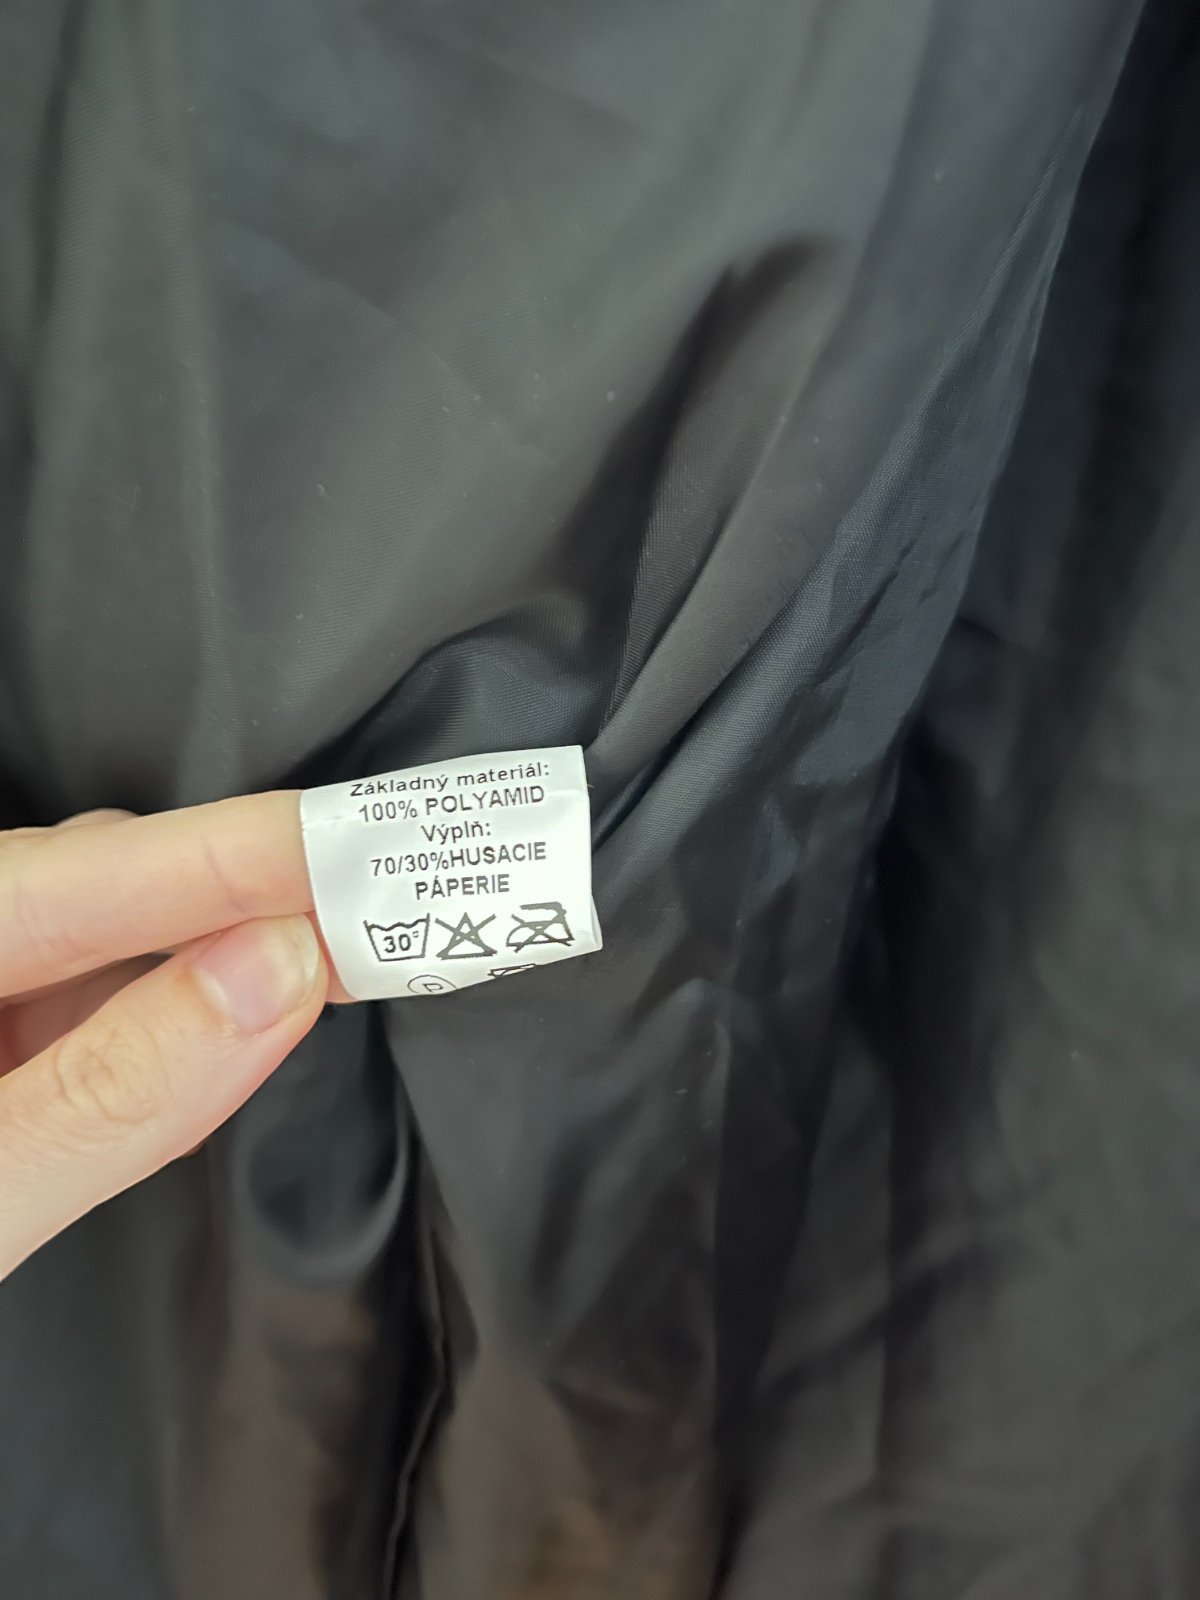 Základný materiál:
100% POLYAMID
Výplň:
70/30%HUSACIE
PÁPERIE
30°
P